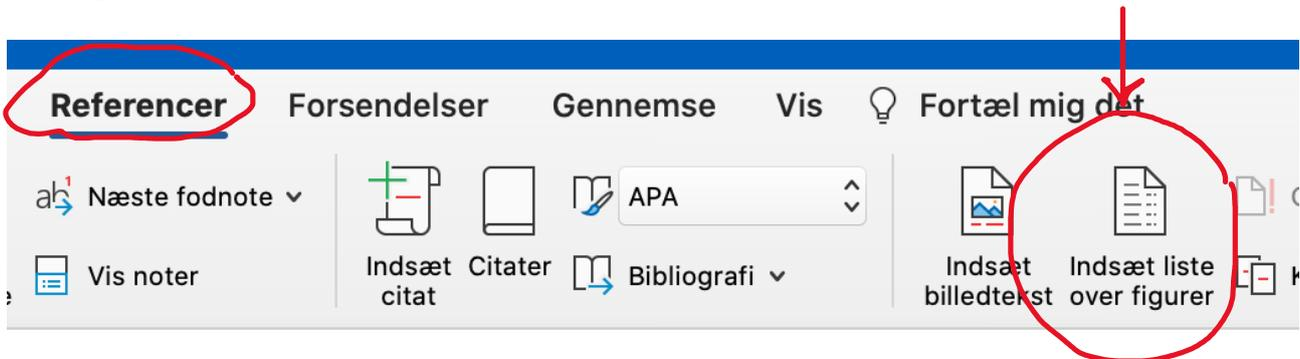 Referencer Forsendelser Gennemse Vis Fortæl mig det
ab1 Næste fodnote
Vis noter
Indsæt
citat
Citater
APA
Bibliografi
Indsæt
billedtekst
Indsæt liste
over figurer